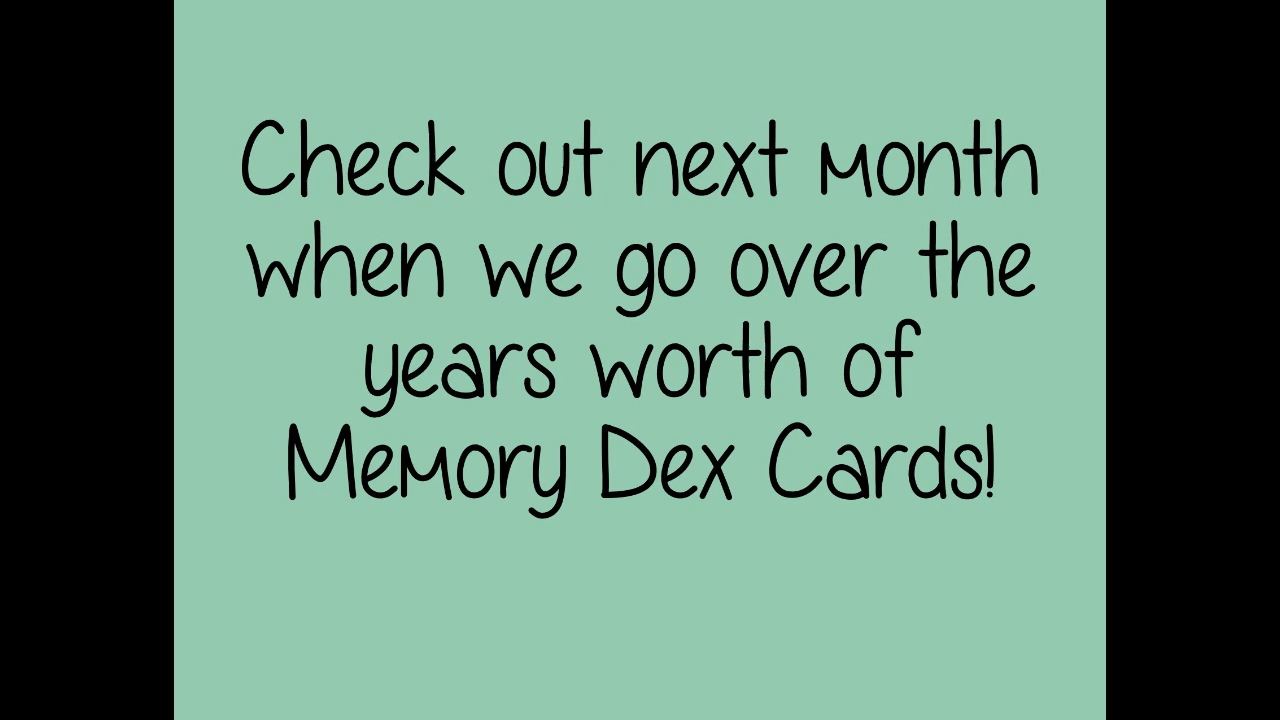 Check out next month
when we go over the
years worth of
Memory Dex Cards!